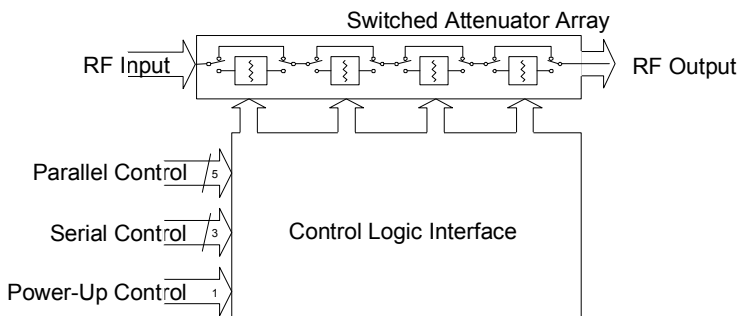 Switched Attenuator Array
RF Input
RF Output
Parallel Control
5
Serial Control
3
Control Logic Interface
Power-Up Control
1